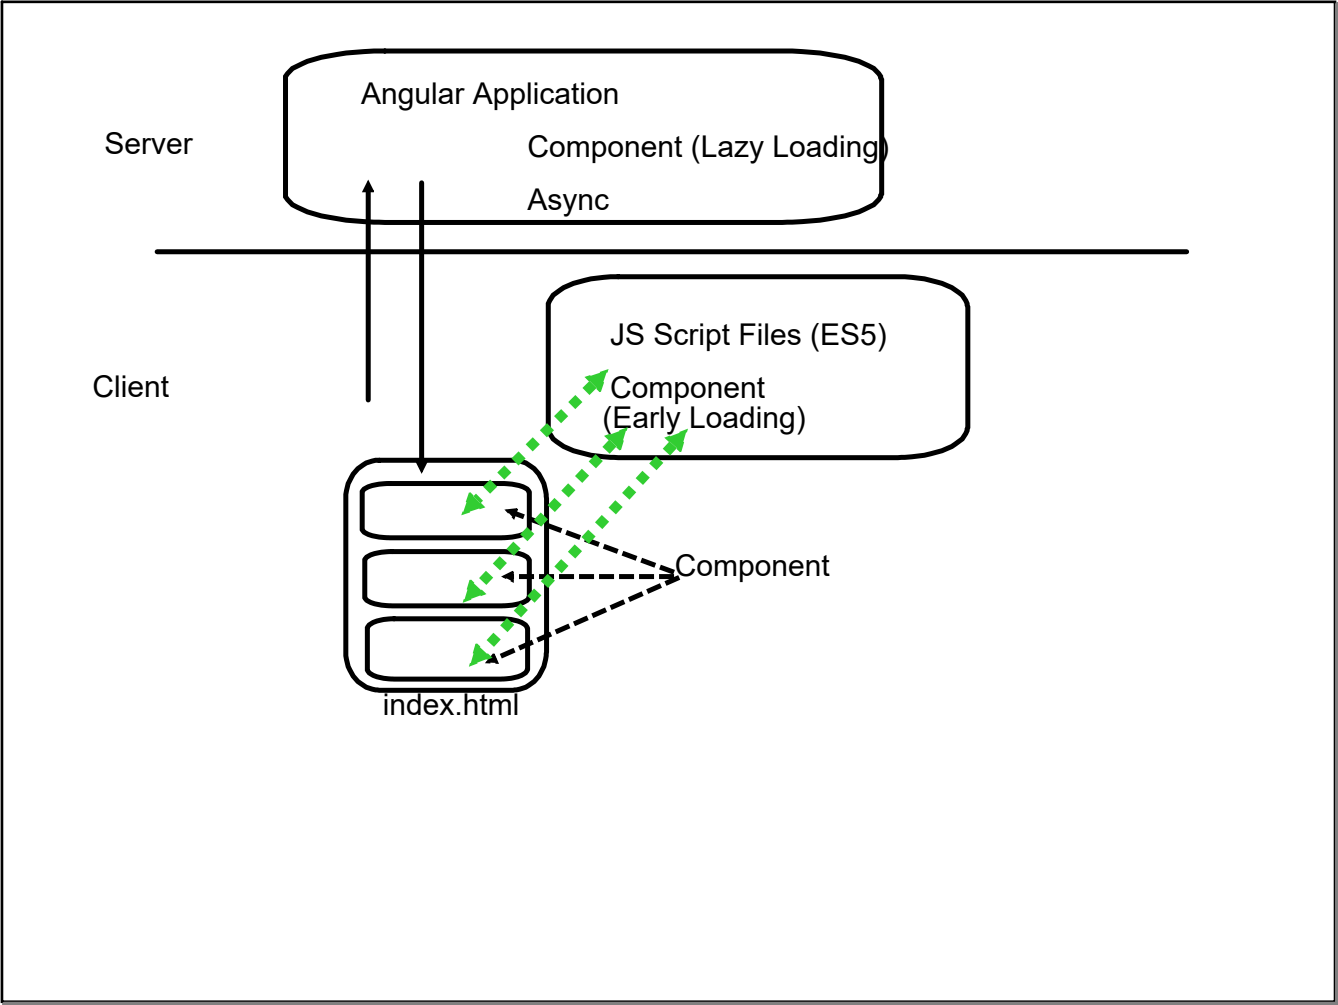 Angular Application
Server
Component (Lazy Loading)
Async
JS Script Files (ES5)
Client
Component
(Early Loading)
Component
index.html